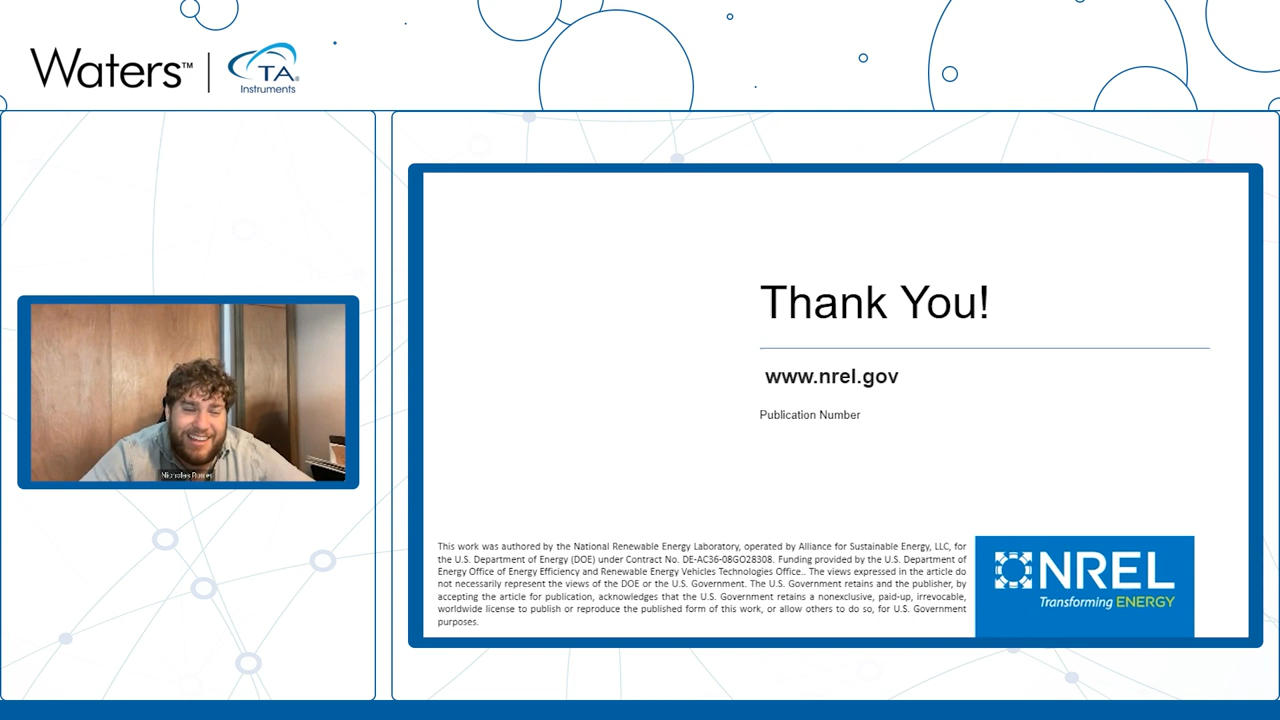 Waters™ | TA® Instruments
Thank You!
www.nrel.gov
Publication Number
This work was authored by the National Renewable Energy Laboratory, operated by Alliance for Sustainable Energy, LLC, for
the U.S. Department of Energy (DOE) under Contract No. DE-AC36-08GO28308. Funding provided by the U.S. Department of
Energy Office of Energy Efficiency and Renewable Energy Vehicles Technologies Office.. The views expressed in the article do
not necessarily represent the views of the DOE or the U.S. Government. The U.S. Government retains and the publisher, by
accepting the article for publication, acknowledges that the U.S. Government retains a nonexclusive, paid-up, irrevocable,
worldwide license to publish or reproduce the published form of this work, or allow others to do so, for U.S. Government
purposes.
NREL
Transforming ENERGY
Nicholas